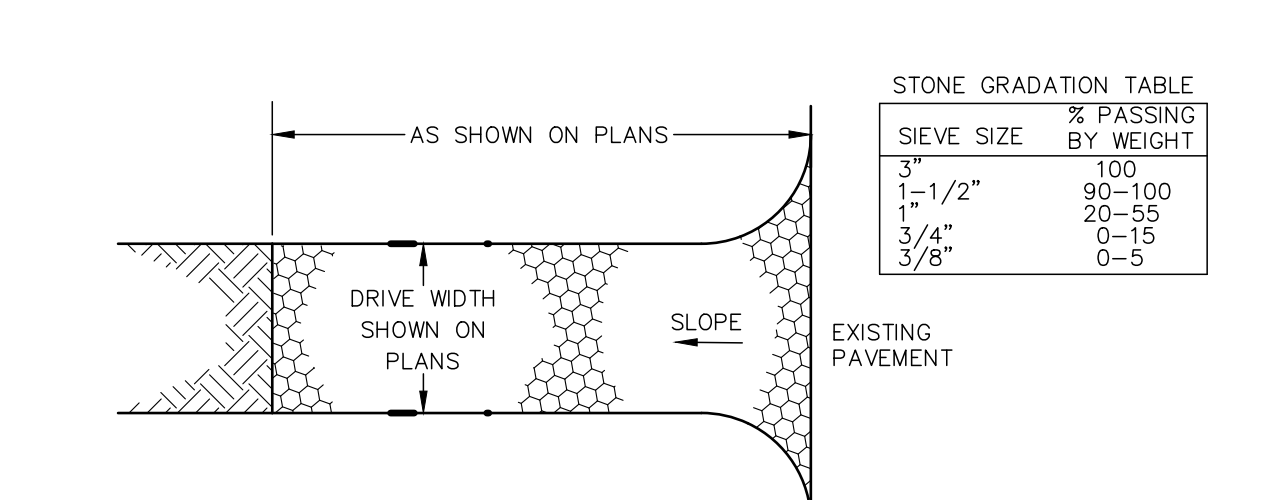 STONE GRADATION TABLE
SIEVE SIZE % PASSING BY WEIGHT
3” 100
1-1/2” 90-100
1” 20-55
3/4” 0-15
3/8” 0-5
AS SHOWN ON PLANS
DRIVE WIDTH
SHOWN ON
PLANS
SLOPE
EXISTING
PAVEMENT